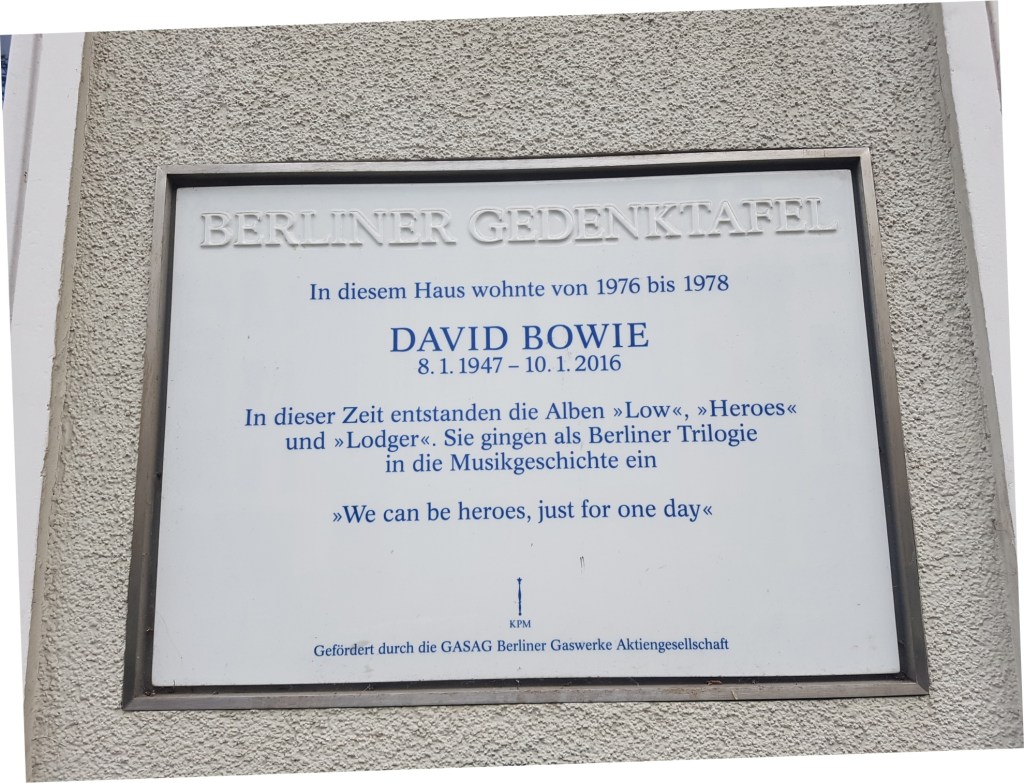 BERLINER GEDENKTAFEL
In diesem Haus wohnte von 1976 bis 1978
DAVID BOWIE
8. 1. 1947 – 10. 1. 2016
In dieser Zeit entstanden die Alben »Low«, »Heroes«
und »Lodger«. Sie gingen als Berliner Trilogie
in die Musikgeschichte ein
»We can be heroes, just for one day«
KPM
Gefördert durch die GASAG Berliner Gaswerke Aktiengesellschaft